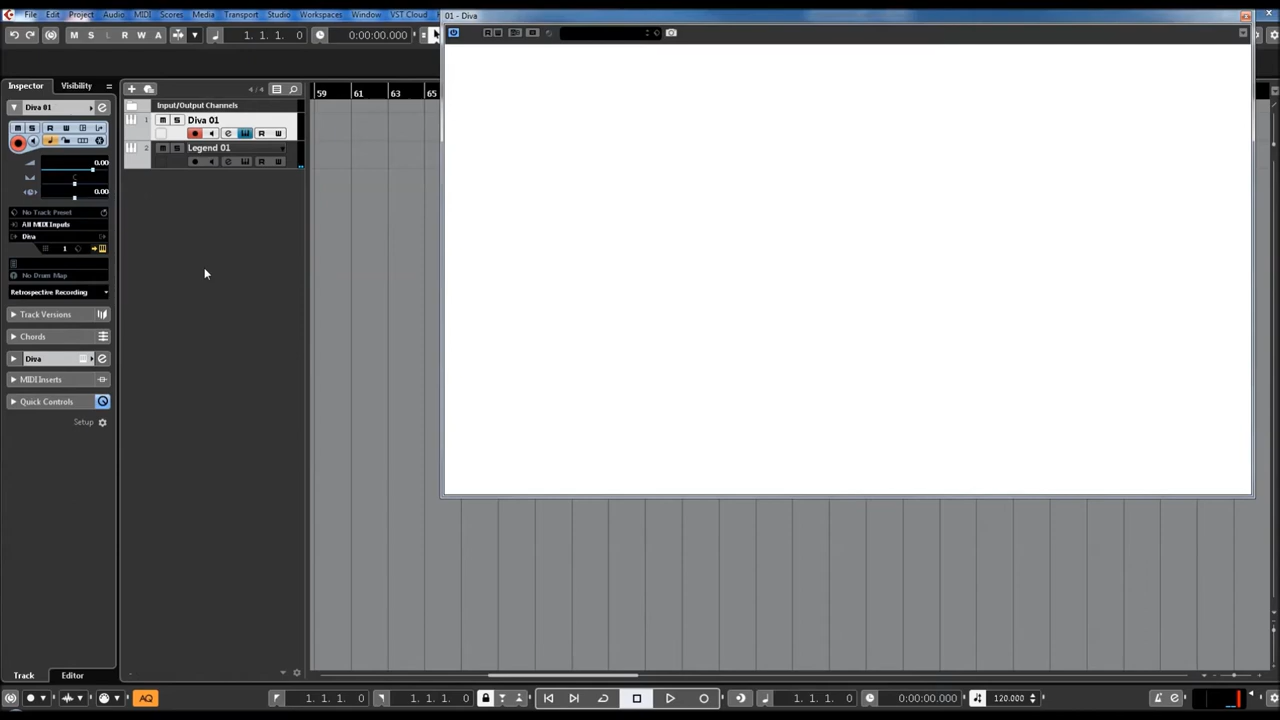 File Edit Project Audio MIDI Scores Media Transport Studio Workspaces Window VST Cloud
01 - Diva
M S L R W A
1. 1. 1. 0
0:00:00.000
R W
Inspector Visibility
4 / 4
59 61 63 65
Diva 01
Input/Output Channels
1 M S Diva 01
e R W
2 M S Legend 01
e R W
M S R W
0.00
C
0.00
No Track Preset
All MIDI Inputs
Diva
1
No Drum Map
Retrospective Recording
Track Versions
Chords
Diva
MIDI Inserts
Quick Controls
Setup
Track Editor
AQ
1. 1. 1. 0
1. 1. 1. 0
1. 1. 1. 0
0:00:00.000
120.000